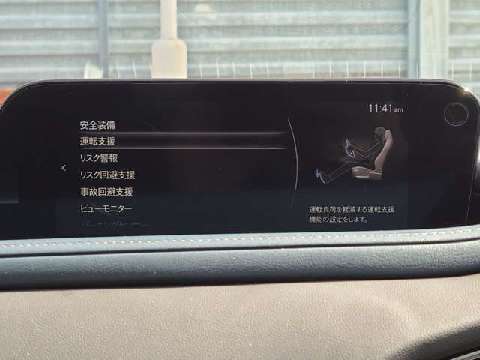 11:41am
安全装備
運転支援
リスク警報
リスク回避支援
事故回避支援
ビューモニター
運転負荷を軽減する運転支援
機能の設定をします。